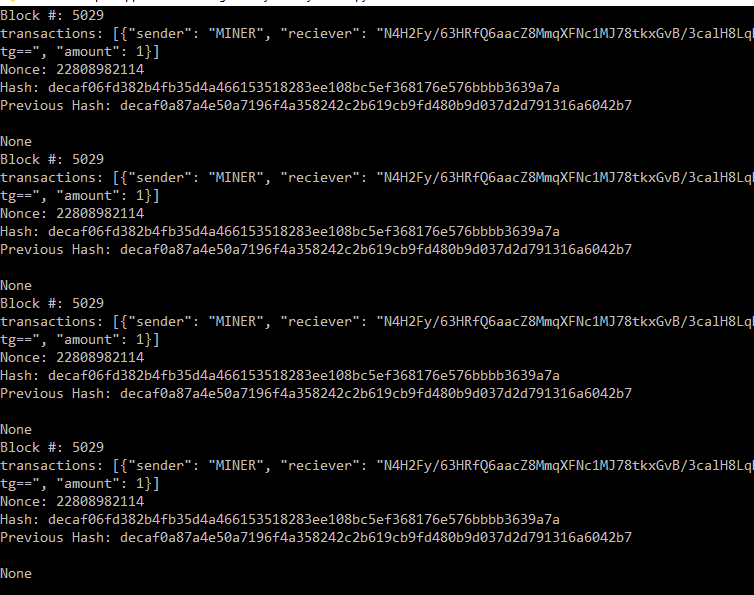 Block #: 5029
transactions: [{"sender": "MINER", "reciever": "N4H2Fy/63HRfQ6aacZ8MmqXFNc1MJ78tkxGvB/3calH8Lq
tg==", "amount": 1}]
Nonce: 22808982114
Hash: decaf06fd382b4fb35d4a466153518283ee108bc5ef368176e576bbbb3639a7a
Previous Hash: decaf0a87a4e50a7196f4a358242c2b619cb9fd480b9d037d2d791316a6042b7
None
Block #: 5029
transactions: [{"sender": "MINER", "reciever": "N4H2Fy/63HRfQ6aacZ8MmqXFNc1MJ78tkxGvB/3calH8Lq
tg==", "amount": 1}]
Nonce: 22808982114
Hash: decaf06fd382b4fb35d4a466153518283ee108bc5ef368176e576bbbb3639a7a
Previous Hash: decaf0a87a4e50a7196f4a358242c2b619cb9fd480b9d037d2d791316a6042b7
None
Block #: 5029
transactions: [{"sender": "MINER", "reciever": "N4H2Fy/63HRfQ6aacZ8MmqXFNc1MJ78tkxGvB/3calH8Lq
tg==", "amount": 1}]
Nonce: 22808982114
Hash: decaf06fd382b4fb35d4a466153518283ee108bc5ef368176e576bbbb3639a7a
Previous Hash: decaf0a87a4e50a7196f4a358242c2b619cb9fd480b9d037d2d791316a6042b7
None
Block #: 5029
transactions: [{"sender": "MINER", "reciever": "N4H2Fy/63HRfQ6aacZ8MmqXFNc1MJ78tkxGvB/3calH8Lq
tg==", "amount": 1}]
Nonce: 22808982114
Hash: decaf06fd382b4fb35d4a466153518283ee108bc5ef368176e576bbbb3639a7a
Previous Hash: decaf0a87a4e50a7196f4a358242c2b619cb9fd480b9d037d2d791316a6042b7
None